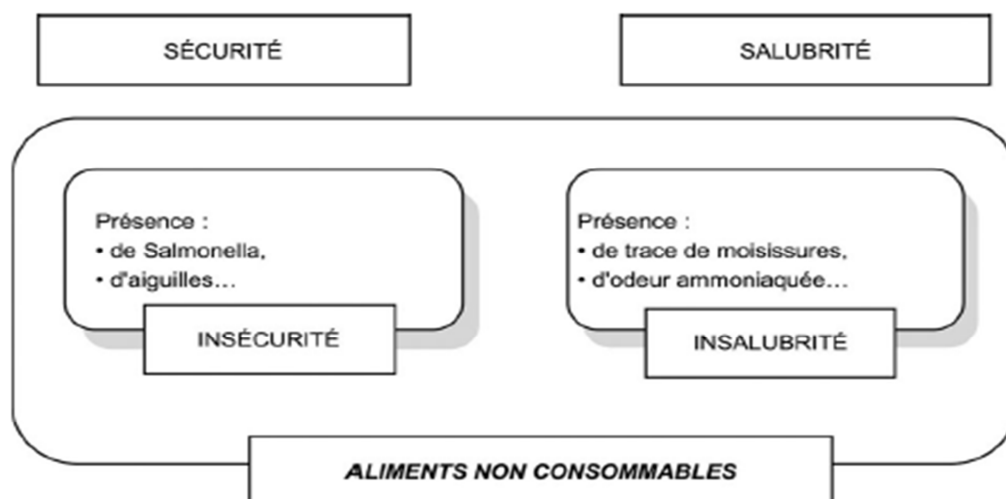 SÉCURITÉ
SALUBRITÉ
Présence :
• de Salmonella,
• d'aiguilles...
INSÉCURITÉ
Présence :
• de trace de moisissures,
• d'odeur ammoniaquée...
INSALUBRITÉ
ALIMENTS NON CONSOMMABLES